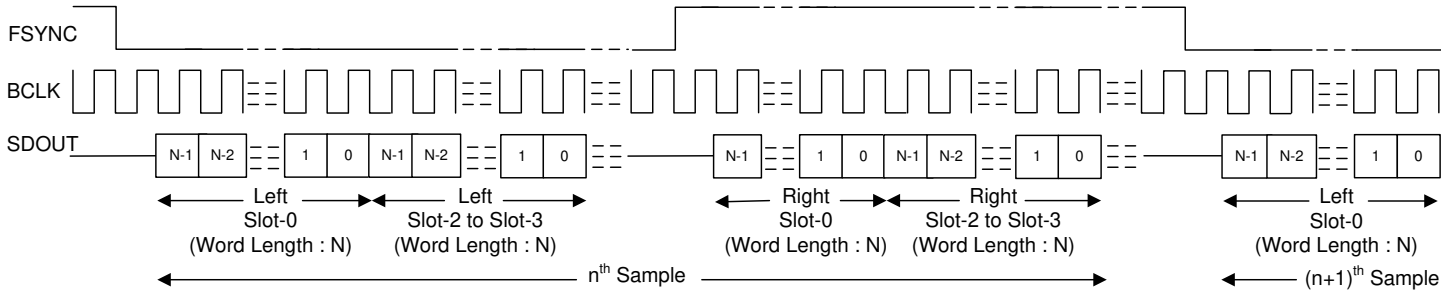 FSYNC
BCLK
SDOUT
N-1 N-2 1 0 N-1 N-2 1 0 N-1 1 0 N-1 N-2 1 0 N-1 N-2 1 0
Left
Slot-0
(Word Length : N)
Left
Slot-2 to Slot-3
(Word Length : N)
Right
Slot-0
(Word Length : N)
Right
Slot-2 to Slot-3
(Word Length : N)
Left
Slot-0
(Word Length : N)
nth Sample
(n+1)th Sample